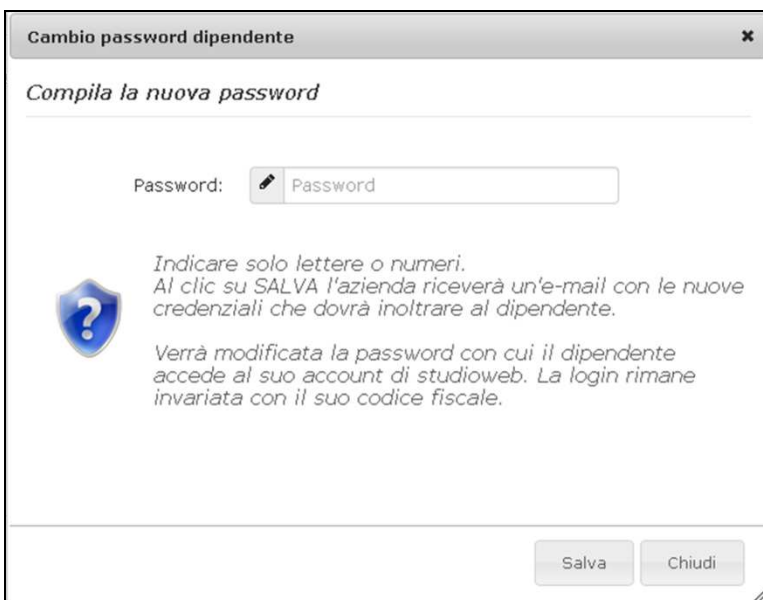 Cambio password dipendente
Compila la nuova password
Password: Password
Indicare solo lettere o numeri.
Al clic su SALVA l'azienda riceverà un'e-mail con le nuove
credenziali che dovrà inoltrare al dipendente.
Verrà modificata la password con cui il dipendente
accede al suo account di studioweb. La login rimane
invariata con il suo codice fiscale.
Salva Chiudi